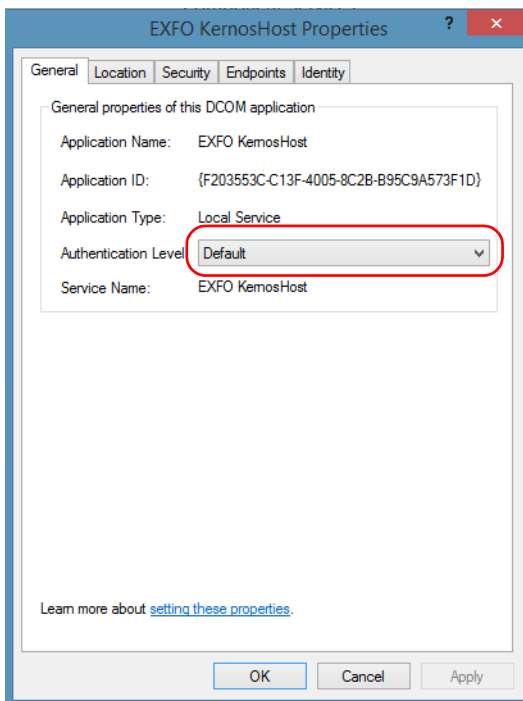 EXFO KernosHost Properties
?
×
General Location Security Endpoints Identity
General properties of this DCOM application
Application Name: EXFO KernosHost
Application ID: {F203553C-C13F-4005-8C2B-B95C9A573F1D}
Application Type: Local Service
Authentication Level Default
Service Name: EXFO KernosHost
Learn more about setting these properties.
OK Cancel Apply